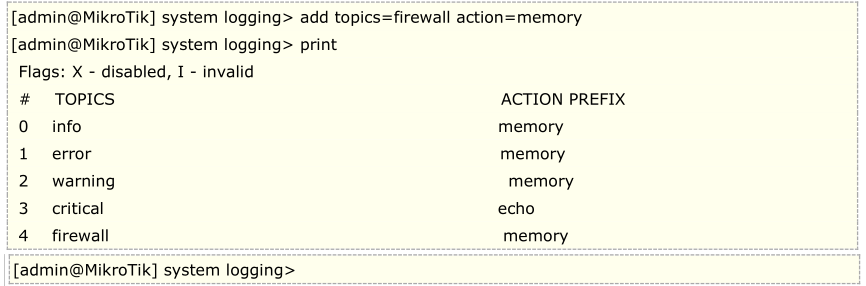 [admin@MikroTik] system logging> add topics=firewall action=memory
[admin@MikroTik] system logging> print
Flags: X - disabled, I - invalid
# TOPICS ACTION PREFIX
0 info memory
1 error memory
2 warning memory
3 critical echo
4 firewall memory
[admin@MikroTik] system logging>